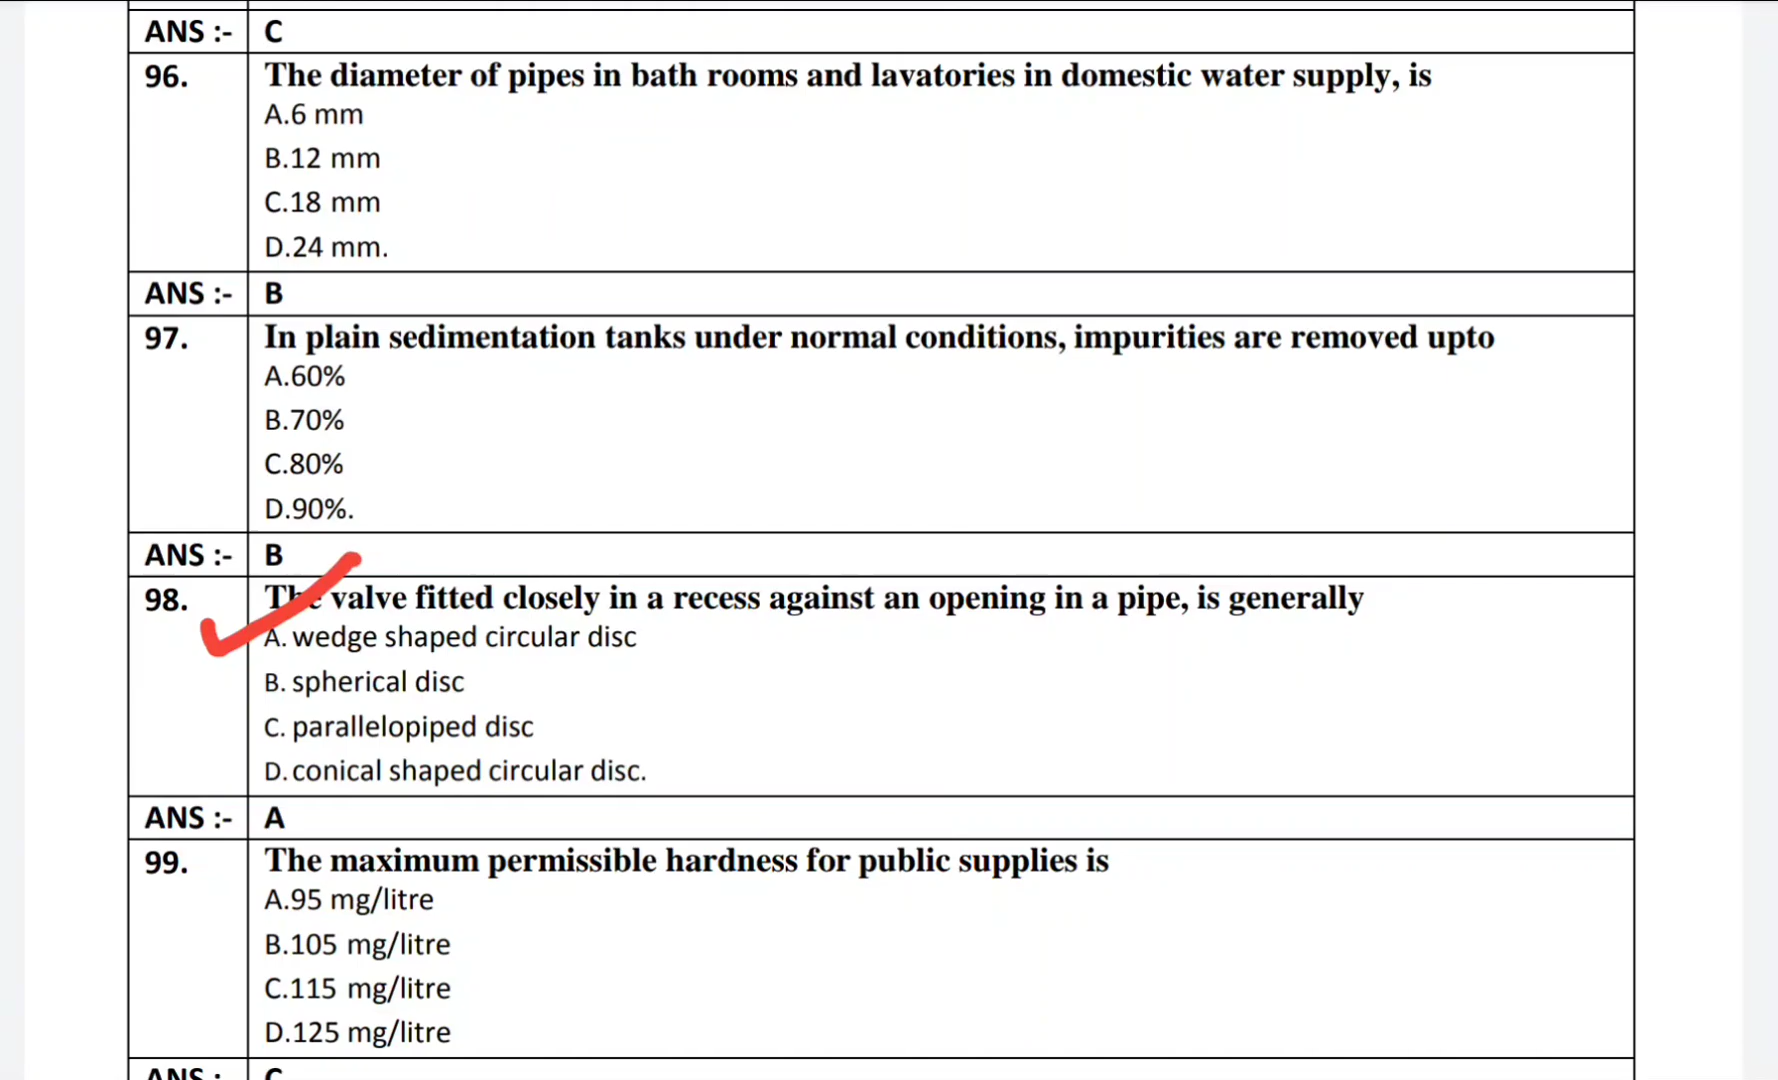 ANS :- C
96. The diameter of pipes in bath rooms and lavatories in domestic water supply, is
A.6 mm
B.12 mm
C.18 mm
D.24 mm.
ANS :- B
97. In plain sedimentation tanks under normal conditions, impurities are removed upto
A.60%
B.70%
C.80%
D.90%.
ANS :- B
98. The valve fitted closely in a recess against an opening in a pipe, is generally
A. wedge shaped circular disc
B. spherical disc
C. parallelopiped disc
D. conical shaped circular disc.
ANS :- A
99. The maximum permissible hardness for public supplies is
A.95 mg/litre
B.105 mg/litre
C.115 mg/litre
D.125 mg/litre
ANS : C